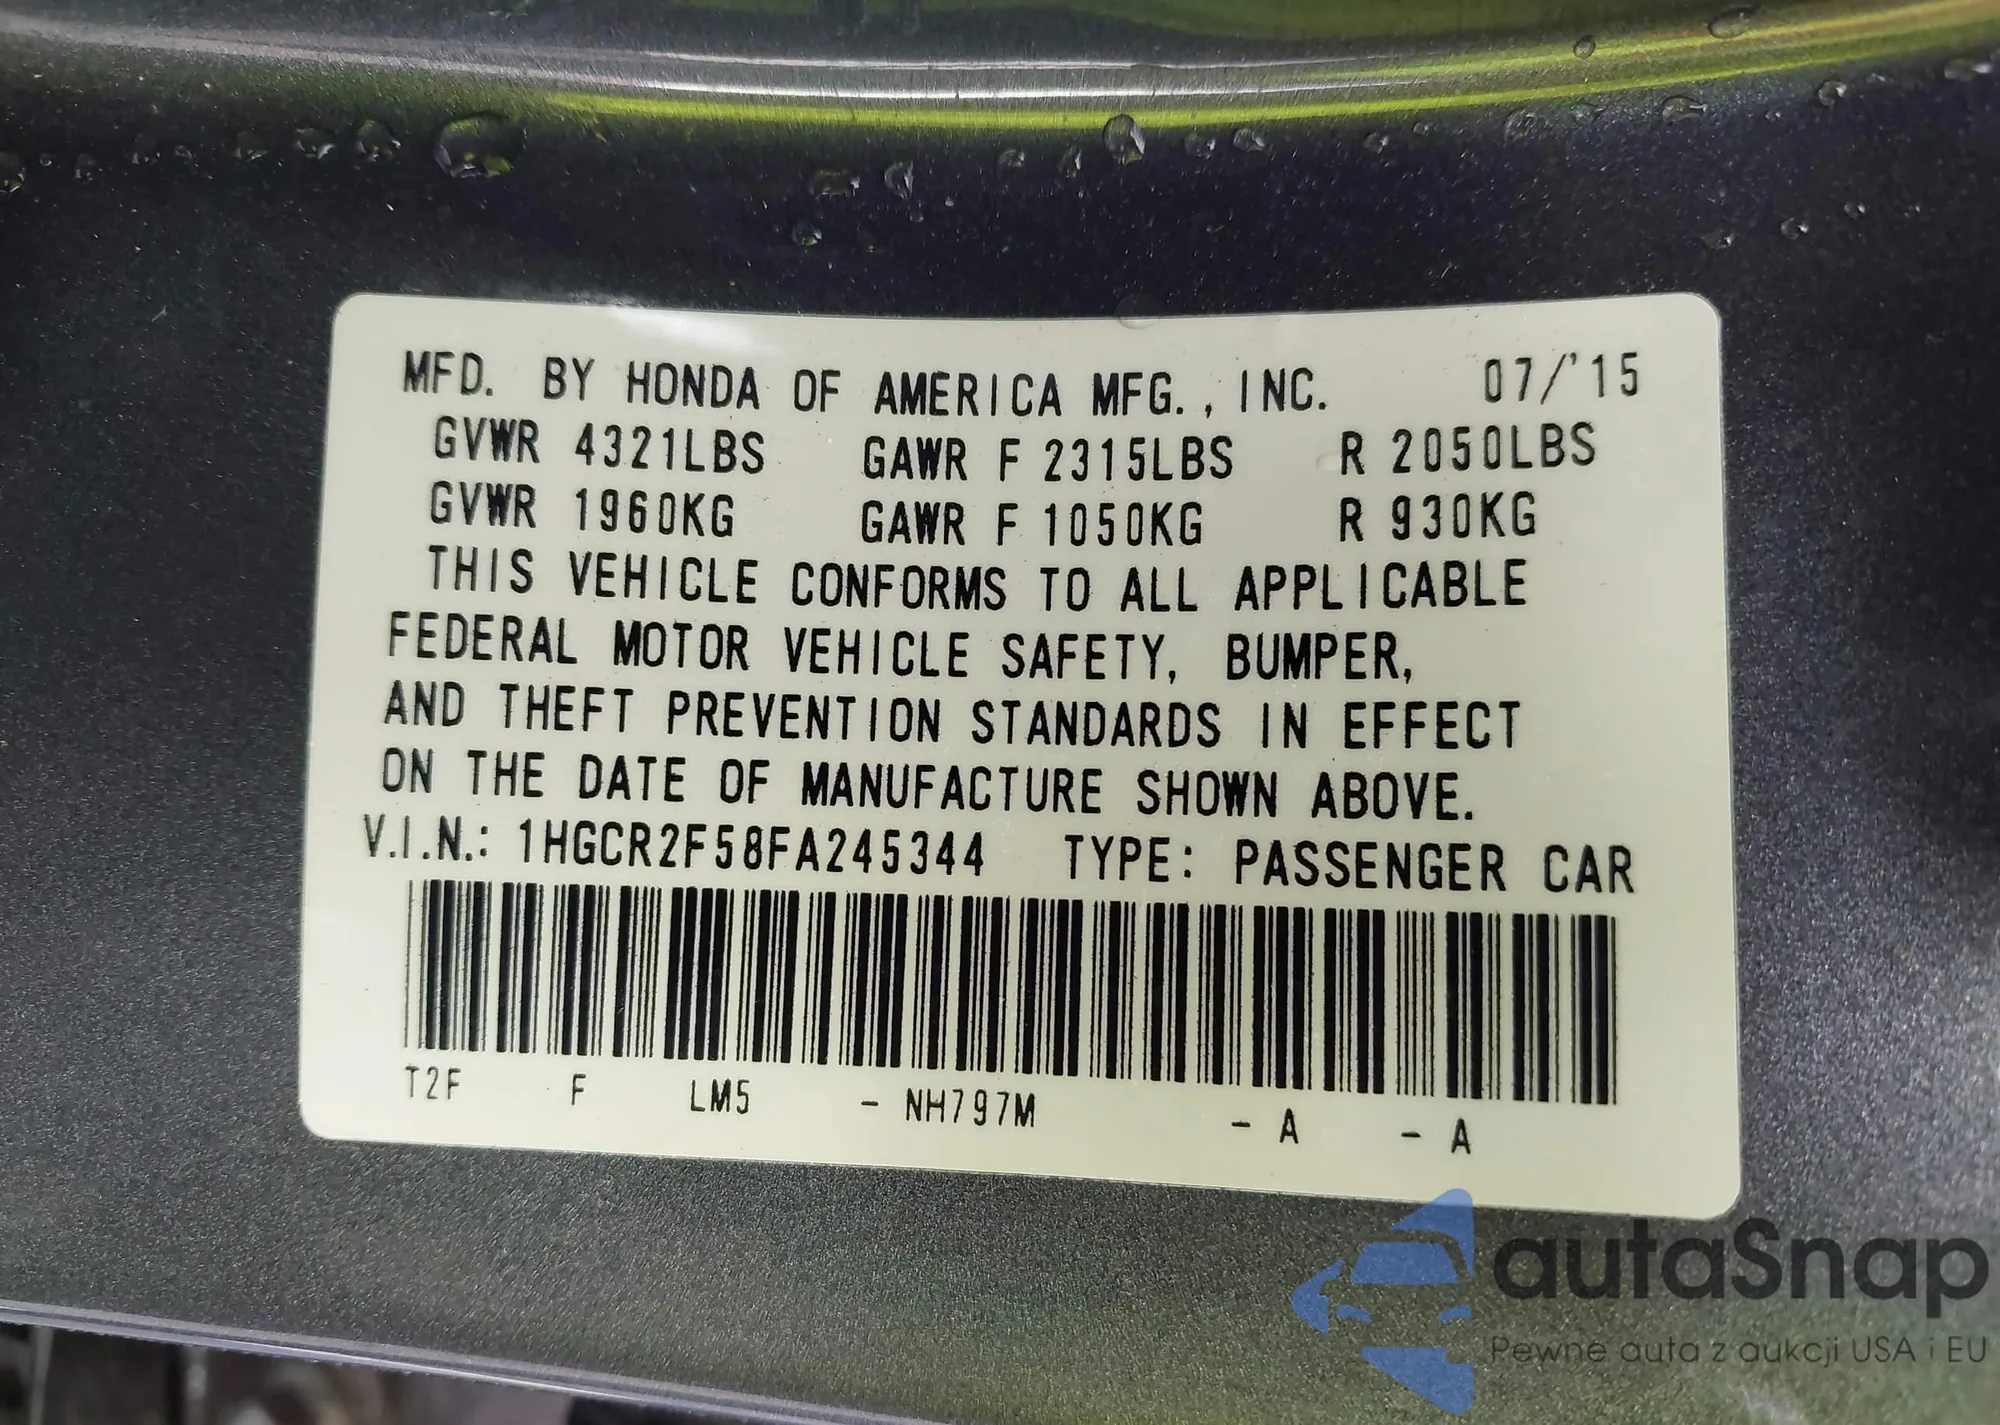 MFD. BY HONDA OF AMERICA MFG., INC. 07/'15
GVWR 4321LBS GAWR F 2315LBS R 2050LBS
GVWR 1960KG GAWR F 1050KG R 930KG
THIS VEHICLE CONFORMS TO ALL APPLICABLE
FEDERAL MOTOR VEHICLE SAFETY, BUMPER,
AND THEFT PREVENTION STANDARDS IN EFFECT
ON THE DATE OF MANUFACTURE SHOWN ABOVE.
V.I.N.: 1HGCR2F58FA245344 TYPE: PASSENGER CAR
T2F F LM5 - NH797M - A - A
autaSnap
Pewne auta z aukcji USA i EU